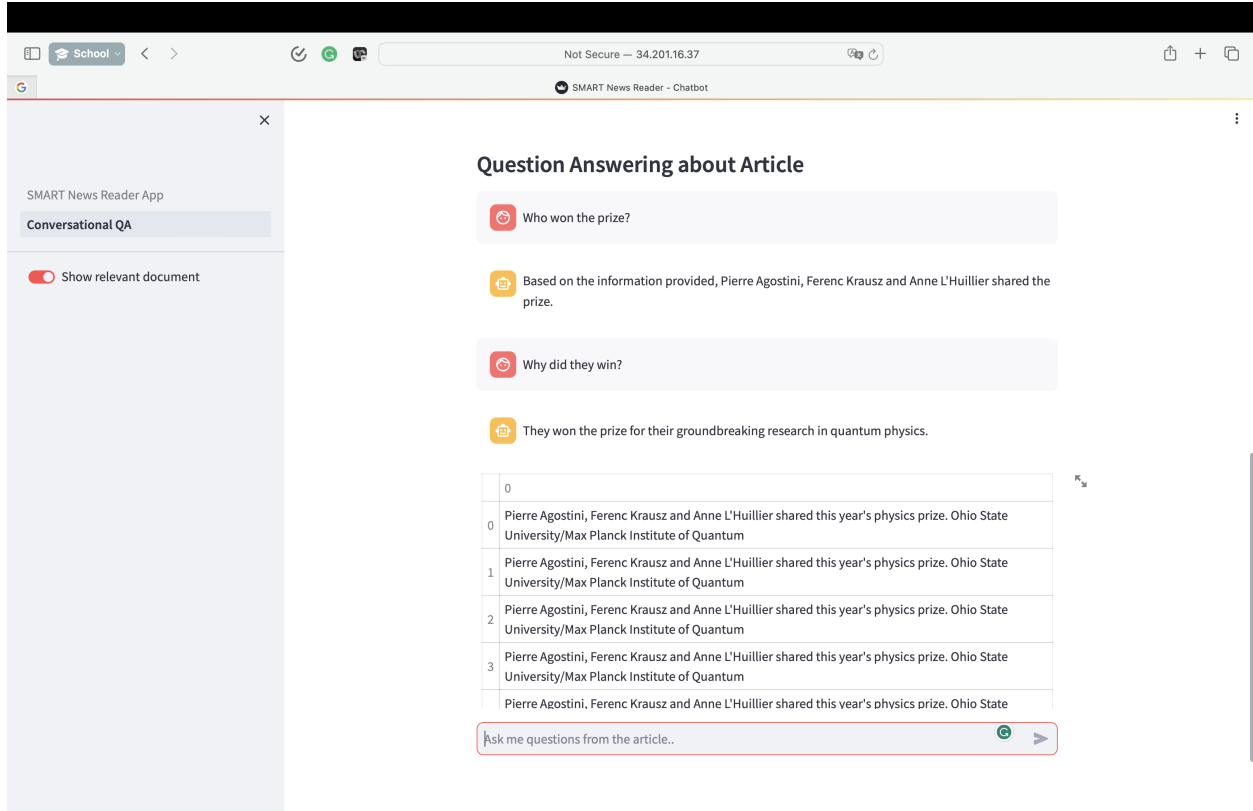 School
Not Secure — 34.201.16.37
G
SMART News Reader - Chatbot
SMART News Reader App
Conversational QA
Show relevant document
Question Answering about Article
Who won the prize?
Based on the information provided, Pierre Agostini, Ferenc Krausz and Anne L'Huillier shared the
prize.
Why did they win?
They won the prize for their groundbreaking research in quantum physics.
0
0 Pierre Agostini, Ferenc Krausz and Anne L'Huillier shared this year's physics prize. Ohio State
University/Max Planck Institute of Quantum
1 Pierre Agostini, Ferenc Krausz and Anne L'Huillier shared this year's physics prize. Ohio State
University/Max Planck Institute of Quantum
2 Pierre Agostini, Ferenc Krausz and Anne L'Huillier shared this year's physics prize. Ohio State
University/Max Planck Institute of Quantum
3 Pierre Agostini, Ferenc Krausz and Anne L'Huillier shared this year's physics prize. Ohio State
University/Max Planck Institute of Quantum
Pierre Agostini, Ferenc Krausz and Anne L'Huillier shared this year's physics prize. Ohio State
Ask me questions from the article..
G